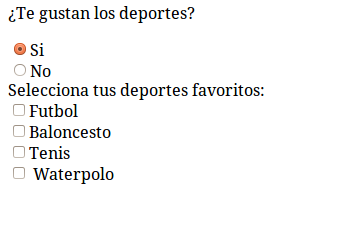 ¿Te gustan los deportes?
Si
No
Selecciona tus deportes favoritos:
Futbol
Baloncesto
Tenis
Waterpolo